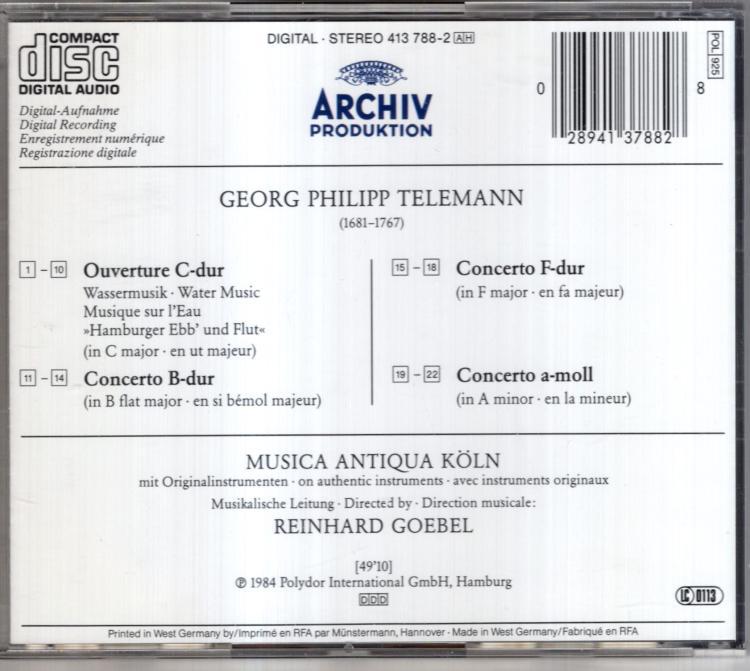 COMPACT
disc
DIGITAL AUDIO
Digital-Aufnahme
Digital Recording
Enregistrement numérique
Registrazione digitale
DIGITAL · STEREO 413 788-2 AH
ARCHIV
PRODUKTION
0 28941 37882 8
POL 925
GEORG PHILIPP TELEMANN
(1681–1767)
1 – 10 Ouverture C-dur
Wassermusik · Water Music
Musique sur l'Eau
»Hamburger Ebb' und Flut«
(in C major · en ut majeur)
11 – 14 Concerto B-dur
(in B flat major · en si bémol majeur)
15 – 18 Concerto F-dur
(in F major · en fa majeur)
19 – 22 Concerto a-moll
(in A minor · en la mineur)
MUSICA ANTIQUA KÖLN
mit Originalinstrumenten · on authentic instruments · avec instruments originaux
Musikalische Leitung · Directed by · Direction musicale:
REINHARD GOEBEL
[49'10]
℗ 1984 Polydor International GmbH, Hamburg
DDD
LC 0113
Printed in West Germany by/Imprimé en RFA par Münstermann, Hannover · Made in West Germany/Fabriqué en RFA